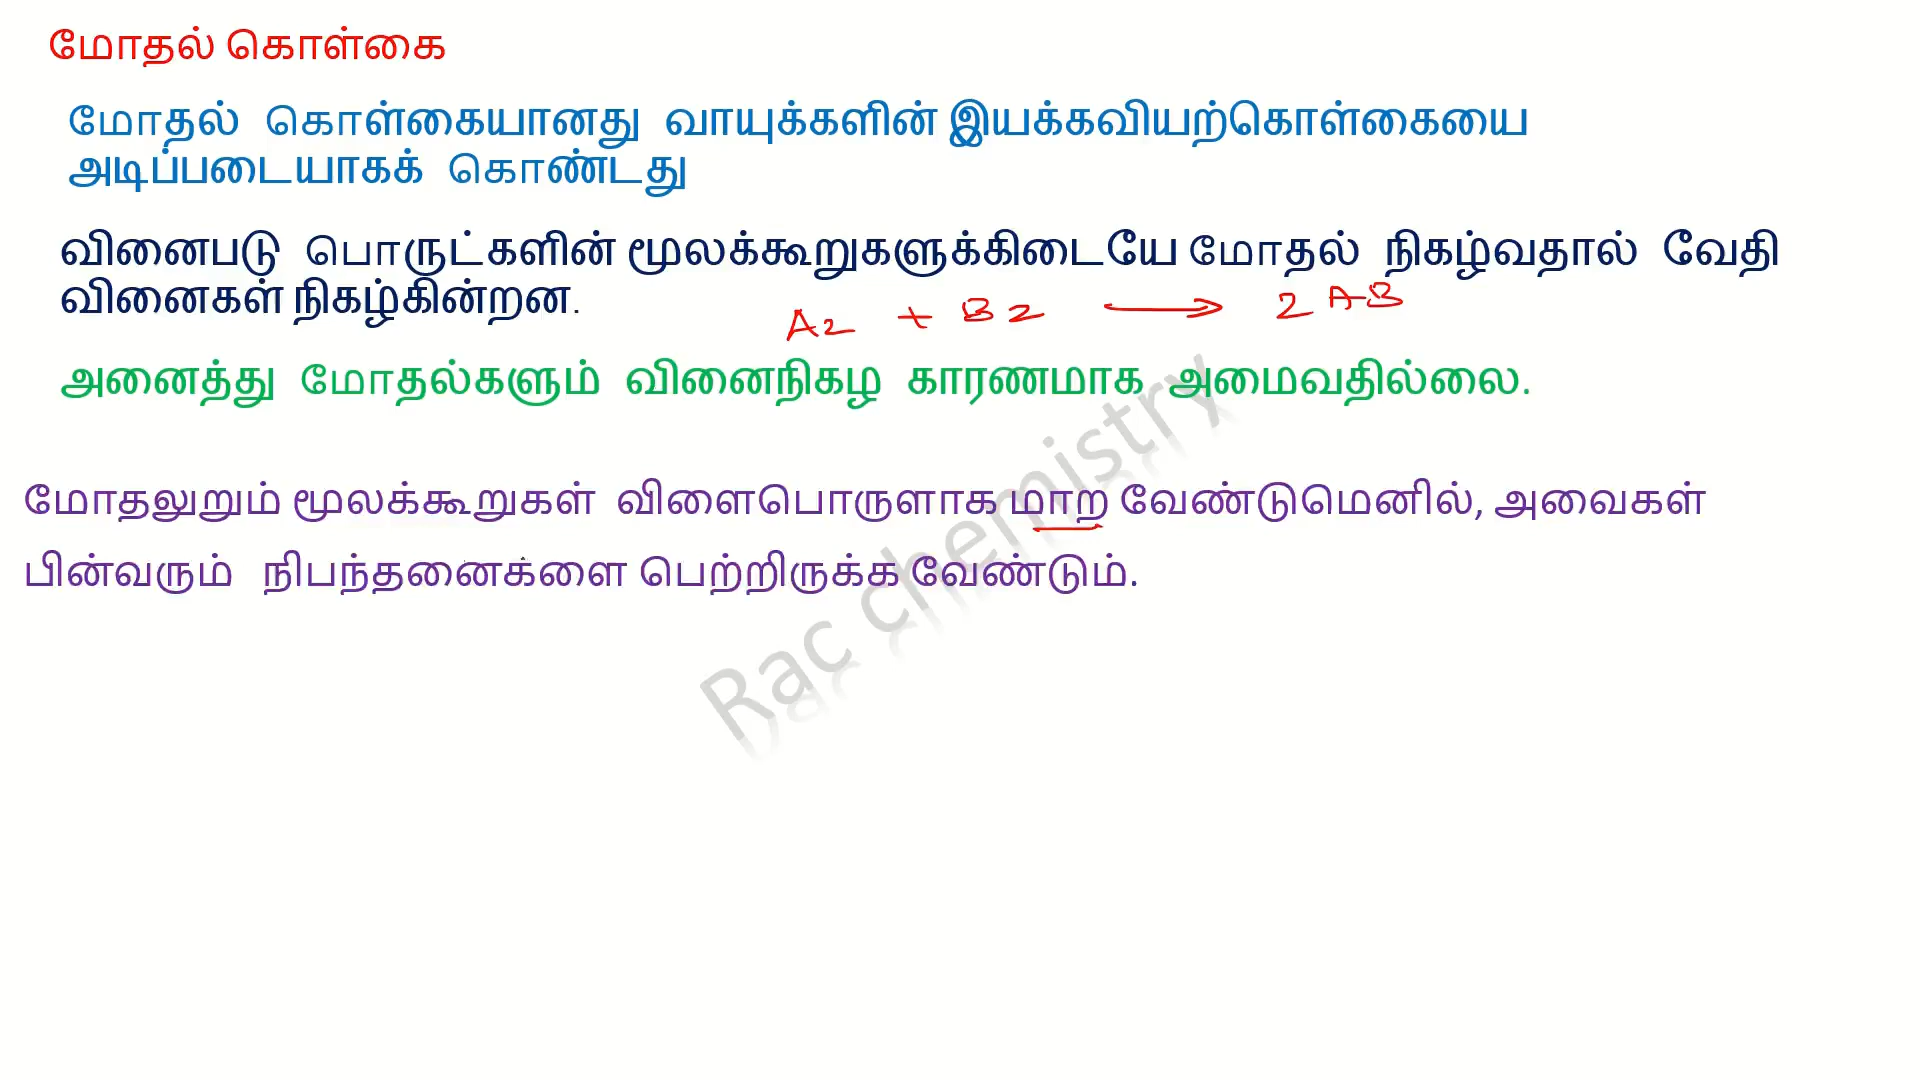 மோதல் கொள்கை
மோதல் கொள்கையானது வாயுக்களின் இயக்கவியற்கொள்கையை
அடிப்படையாகக் கொண்டது
வினைபடு பொருட்களின் மூலக்கூறுகளுக்கிடையே மோதல் நிகழ்வதால் வேதி
வினைகள் நிகழ்கின்றன.
A2 + B2 ⟶ 2 AB
அனைத்து மோதல்களும் வினைநிகழ காரணமாக அமைவதில்லை.
மோதலுறும் மூலக்கூறுகள் விளைபொருளாக மாற வேண்டுமெனில், அவைகள்
பின்வரும் நிபந்தனைக்ளை பெற்றிருக்க வேண்டும்.
Rac chemistry